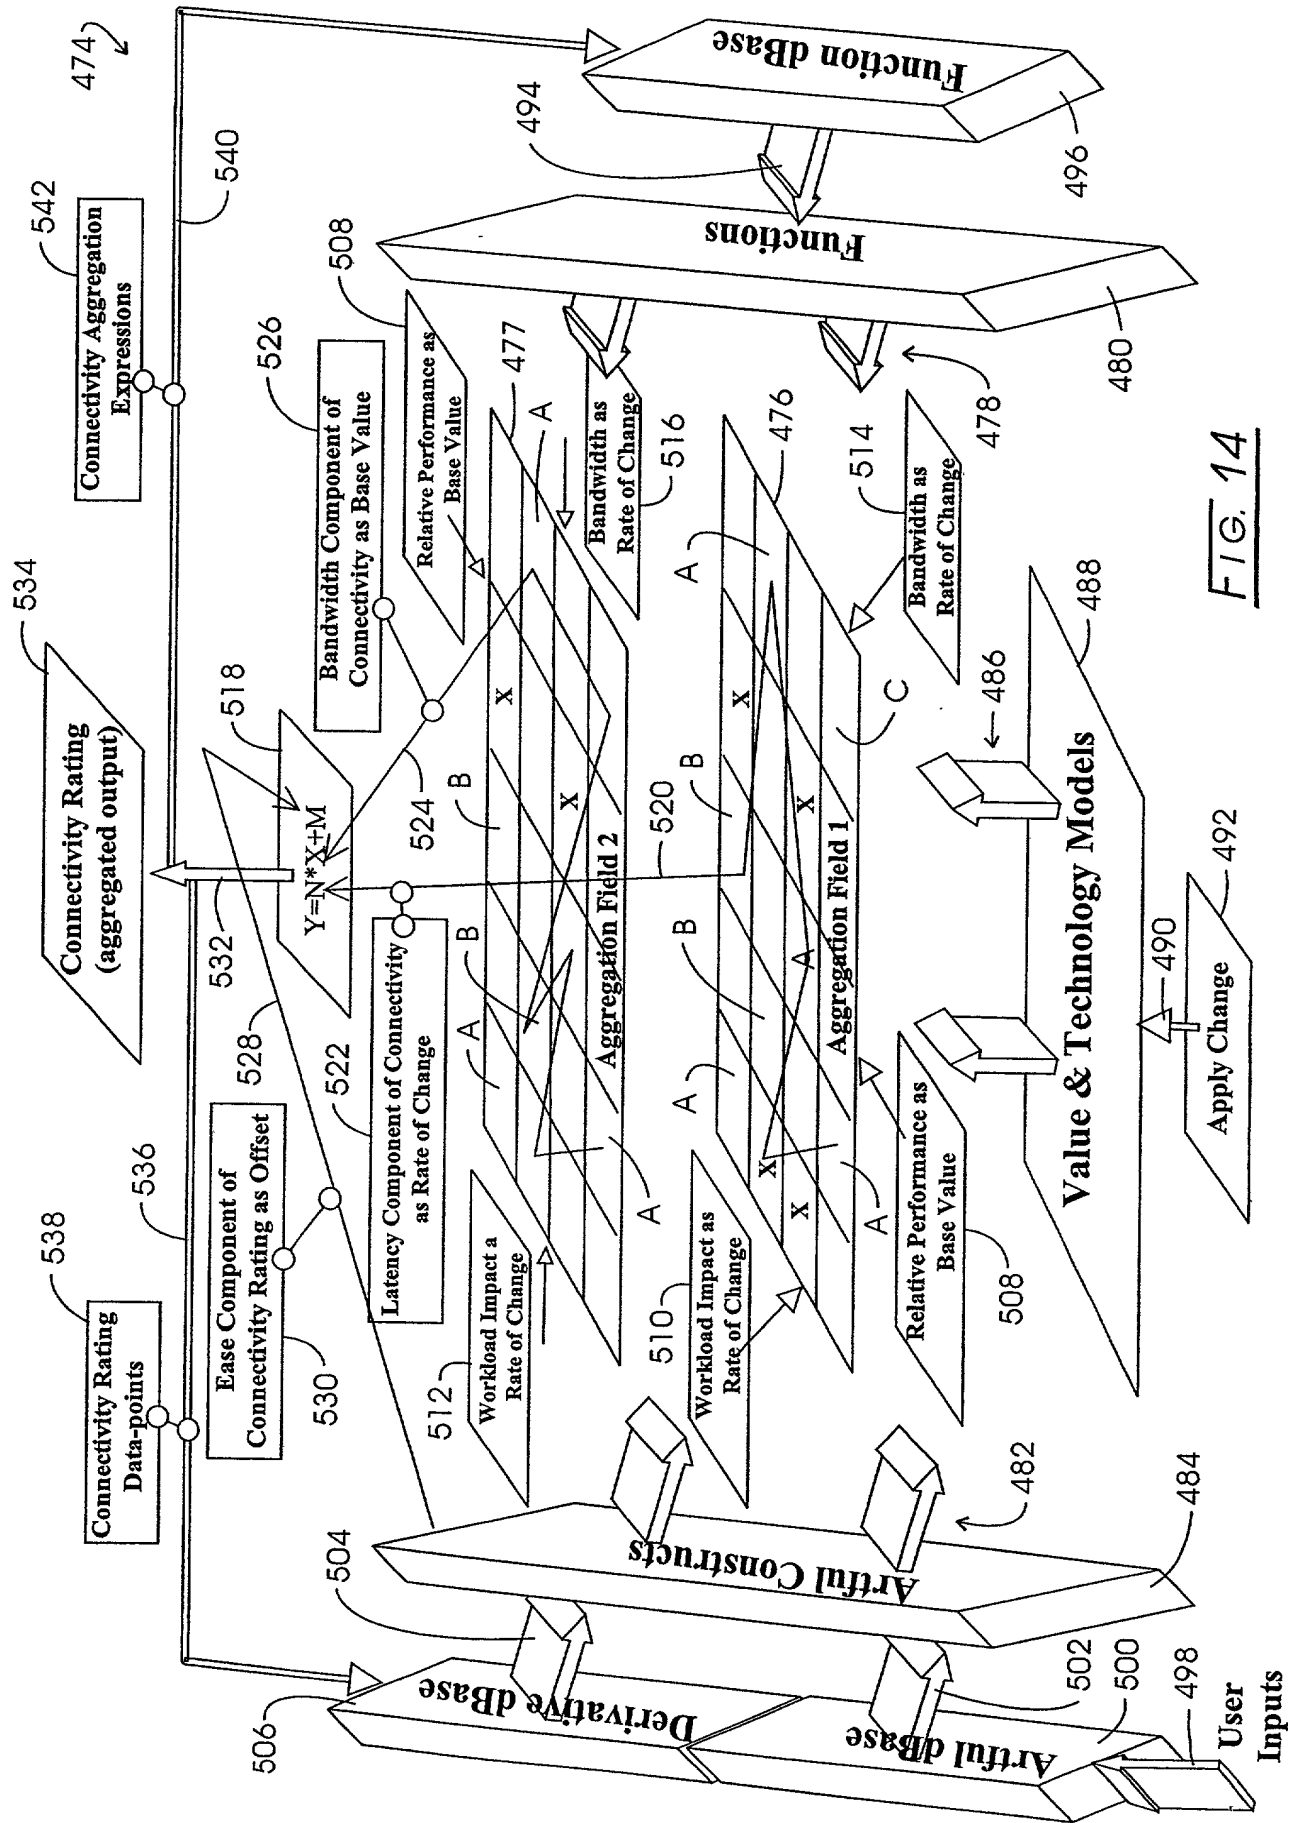 534
Connectivity Rating
(aggregated output)
538
Connectivity Rating
Data-points
536
542
Connectivity Aggregation
Expressions
474
540
532
528
518
Y=N*X+M
Ease Component of
Connectivity Rating as Offset
530
522
Latency Component of Connectivity
as Rate of Change
524
526
Bandwidth Component of
Connectivity as Base Value
508
Relative Performance as
Base Value
506
Derivative dBase
504
Artful Constructs
512
Workload Impact a
Rate of Change
A
B
B
X
X
A
A
477
Aggregation Field 2
Bandwidth as
Rate of Change
516
Functions
494
Function dBase
496
510
Workload Impact as
Rate of Change
520
A
B
B
X
A
476
X
X
A
X
A
C
Aggregation Field 1
514
Bandwidth as
Rate of Change
478
480
Relative Performance as
Base Value
508
482
484
Artful dBase
502
500
498
User
Inputs
486
488
Value & Technology Models
490
492
Apply Change
FIG. 14